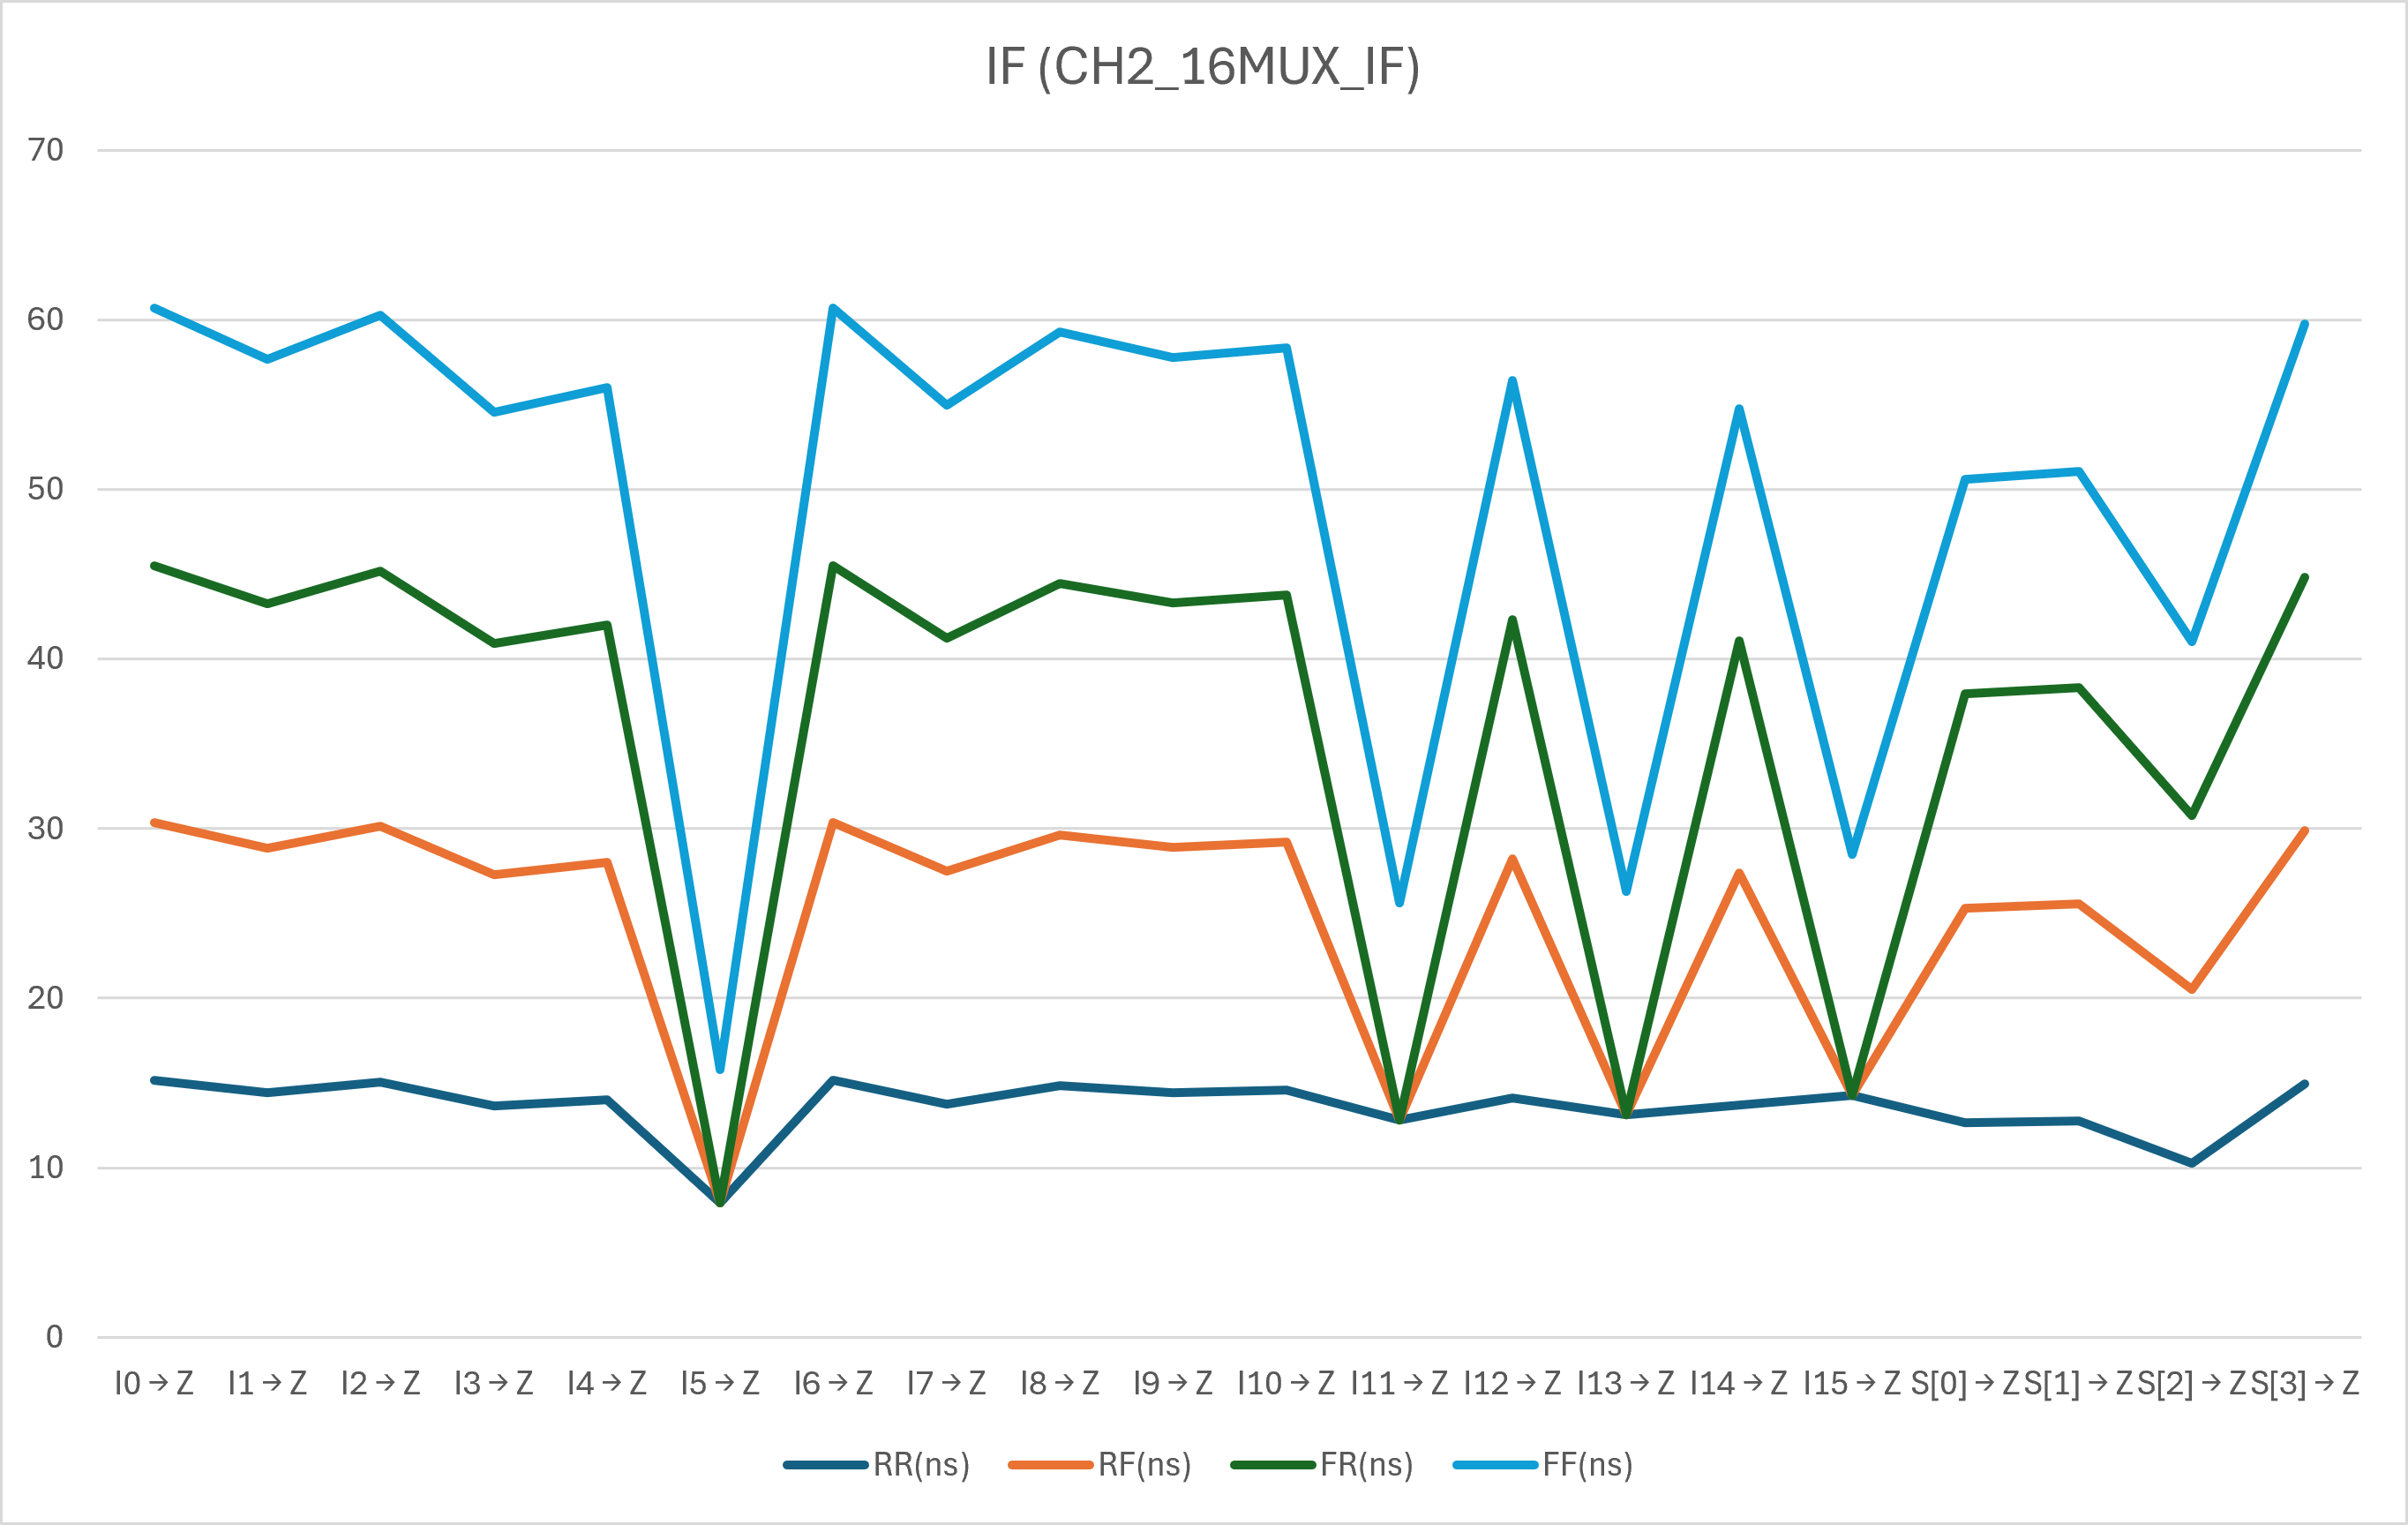 IF (CH2_16MUX_IF)
70
60
50
40
30
20
10
0
I0 → Z I1 → Z I2 → Z I3 → Z I4 → Z I5 → Z I6 → Z I7 → Z I8 → Z I9 → Z I10 → Z I11 → Z I12 → Z I13 → Z I14 → Z I15 → Z S[0] → Z S[1] → Z S[2] → Z S[3] → Z
RR(ns) RF(ns) FR(ns) FF(ns)